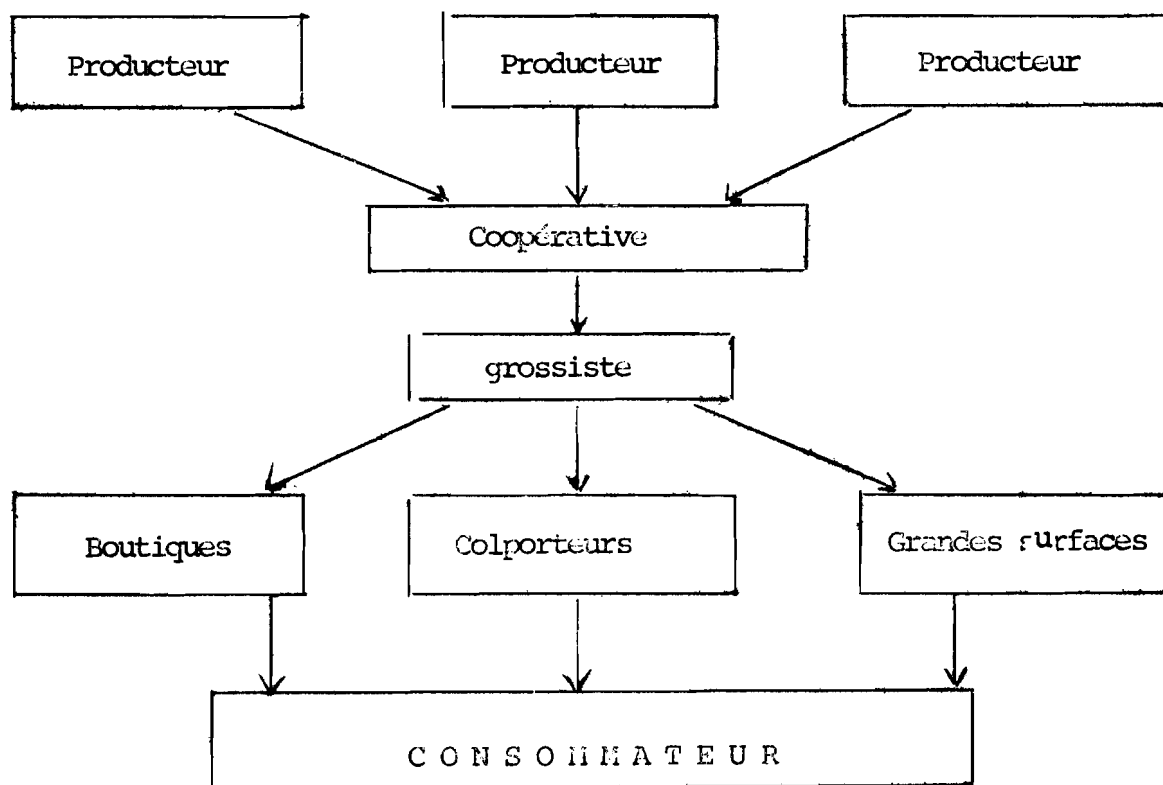 Producteur Producteur Producteur
Coopérative
grossiste
Boutiques Colporteurs Grandes surfaces
CONSOMMATEUR